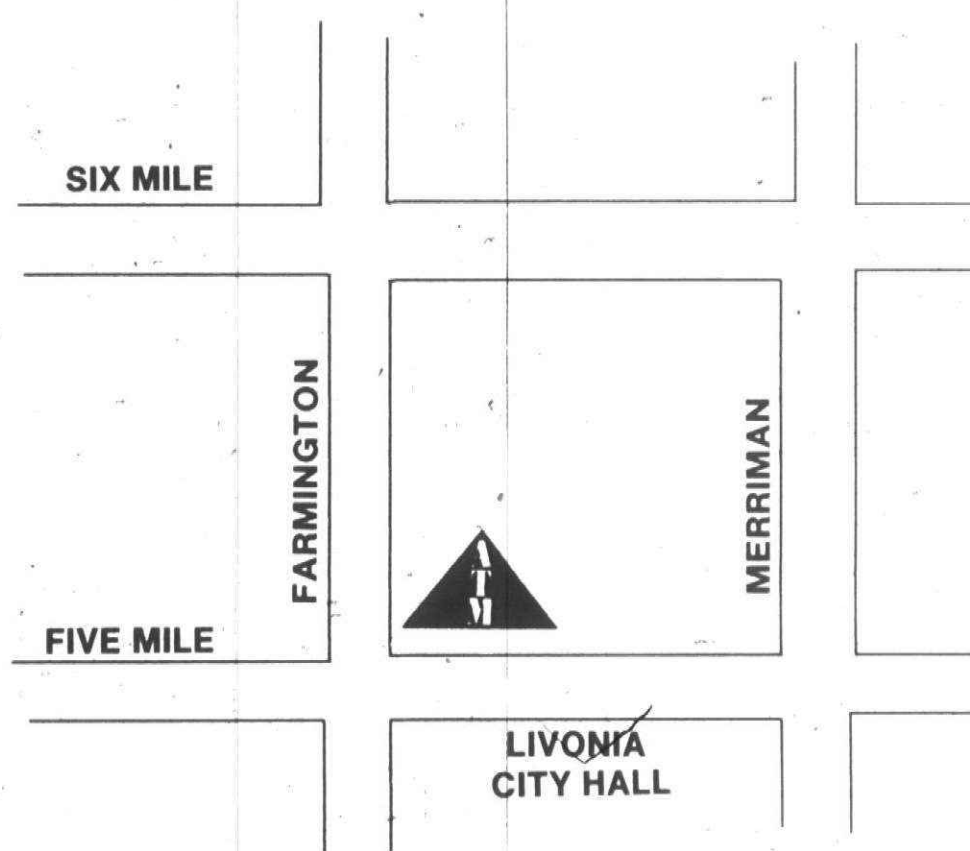 SIX MILE
FARMINGTON
MERRIMAN
FIVE MILE
LIVONIA
CITY HALL